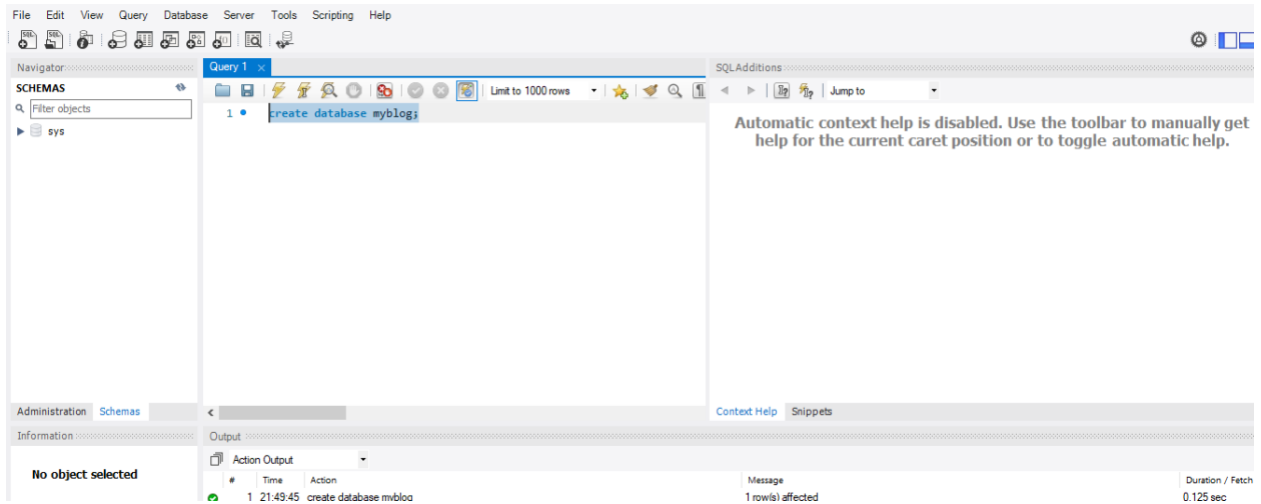 File Edit View Query Database Server Tools Scripting Help
Navigator
SCHEMAS
Filter objects
sys
Query 1
Limit to 1000 rows
1 create database myblog;
SQLAdditions
Jump to
Automatic context help is disabled. Use the toolbar to manually get
help for the current caret position or to toggle automatic help.
Administration Schemas
Context Help Snippets
Information
No object selected
Output
Action Output
# Time Action Message Duration / Fetch
1 21:49:45 create database myblog 1 row(s) affected 0.125 sec